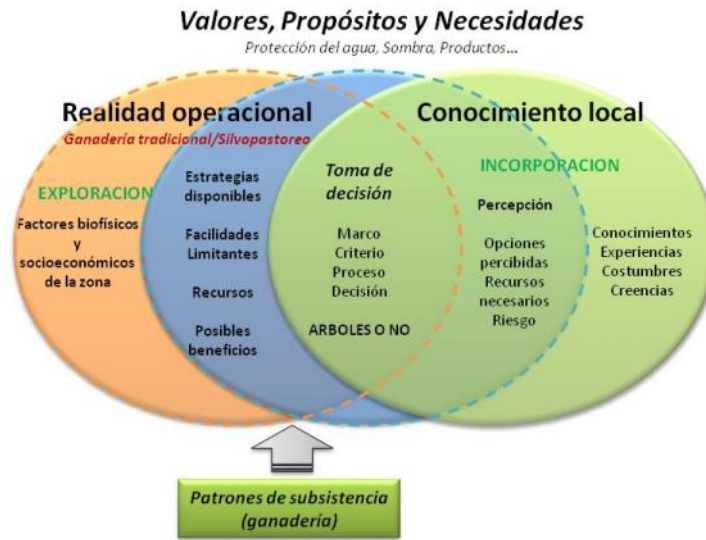 Valores, Propósitos y Necesidades
Protección del agua, Sombra, Productos...
Realidad operacional
Ganadería tradicional/Silvopastoreo
EXPLORACION
Factores biofísicos
y
socioeconómicos
de la zona
Estrategias
disponibles
Facilidades
Limitantes
Recursos
Posibles
beneficios
Toma de
decisión
Marco
Criterio
Proceso
Decisión
ARBOLES O NO
Conocimiento local
INCORPORACION
Percepción
Opciones
percibidas
Recursos
necesarios
Riesgo
Conocimientos
Experiencias
Costumbres
Creencias
Patrones de subsistencia
(ganadería)